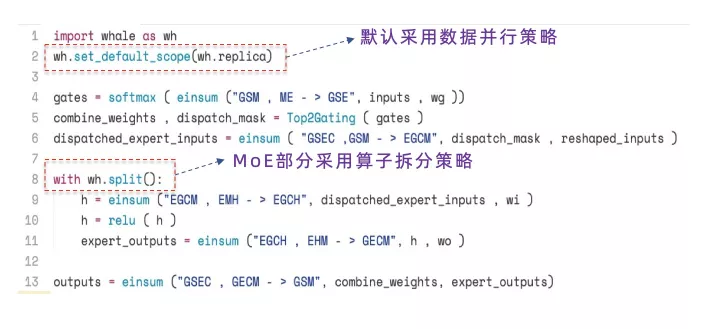 1 import whale as wh
默认采用数据并行策略
2 wh.set_default_scope(wh.replica)
3
4 gates = softmax ( einsum ("GSM , ME - > GSE", inputs , wg ))
5 combine_weights , dispatch_mask = Top2Gating ( gates )
6 dispatched_expert_inputs = einsum ( "GSEC ,GSM - > EGCM", dispatch_mask , reshaped_inputs )
7
MoE部分采用算子拆分策略
8 with wh.split():
9 h = einsum ("EGCM , EMH - > EGCH", dispatched_expert_inputs , wi )
10 h = relu ( h )
11 expert_outputs = einsum ("EGCH , EHM - > GECM", h , wo )
12
13 outputs = einsum ("GSEC , GECM - > GSM", combine_weights, expert_outputs)